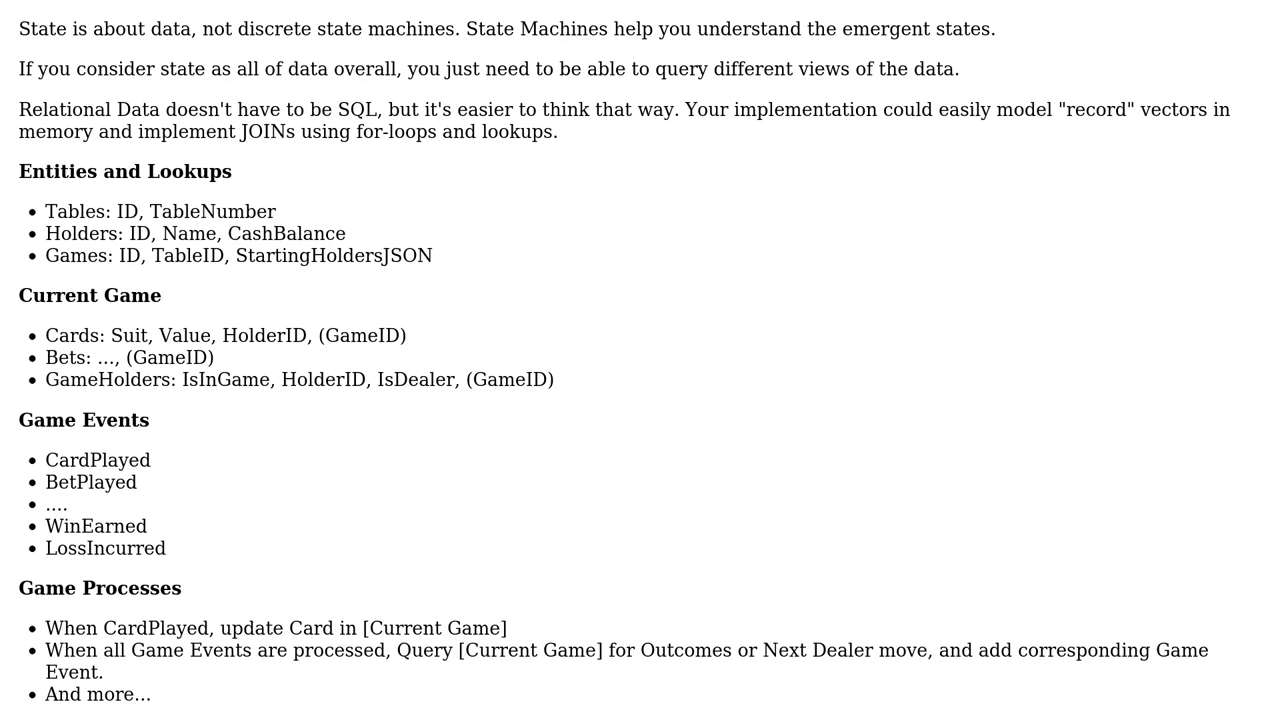 State is about data, not discrete state machines. State Machines help you understand the emergent states.
If you consider state as all of data overall, you just need to be able to query different views of the data.
Relational Data doesn't have to be SQL, but it's easier to think that way. Your implementation could easily model "record" vectors in
memory and implement JOINs using for-loops and lookups.
Entities and Lookups
• Tables: ID, TableNumber
• Holders: ID, Name, CashBalance
• Games: ID, TableID, StartingHoldersJSON
Current Game
• Cards: Suit, Value, HolderID, (GameID)
• Bets: ..., (GameID)
• GameHolders: IsInGame, HolderID, IsDealer, (GameID)
Game Events
• CardPlayed
• BetPlayed
• ....
• WinEarned
• LossIncurred
Game Processes
• When CardPlayed, update Card in [Current Game]
• When all Game Events are processed, Query [Current Game] for Outcomes or Next Dealer move, and add corresponding Game
Event.
• And more...